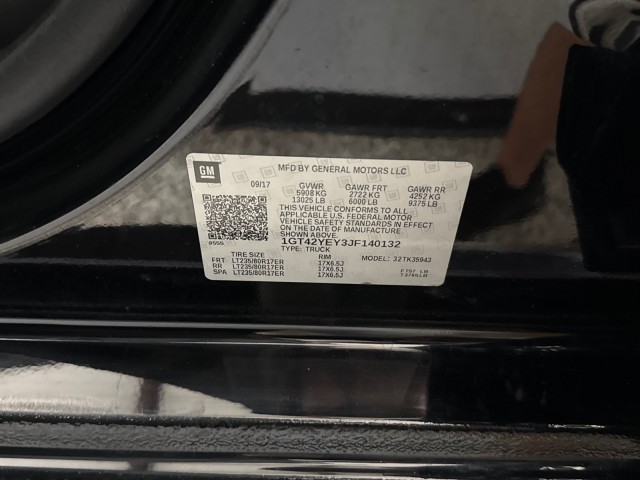 GM
MFD BY GENERAL MOTORS LLC
09/17 GVWR GAWR FRT GAWR RR
5908 KG 2722 KG 4252 KG
13025 LB 6000 LB 9375 LB
THIS VEHICLE CONFORMS TO ALL
APPLICABLE U.S. FEDERAL MOTOR
VEHICLE SAFETY STANDARDS IN EFFECT
ON THE DATE OF MANUFACTURE
SHOWN ABOVE.
1GT42YEY3JF140132
TYPE: TRUCK
TIRE SIZE RIM MODEL: 32TK35943
FRT LT235/80R17ER 17X6.5J
RR LT235/80R17ER 17X6.5J
SPA LT235/80R17ER 17X6.5J